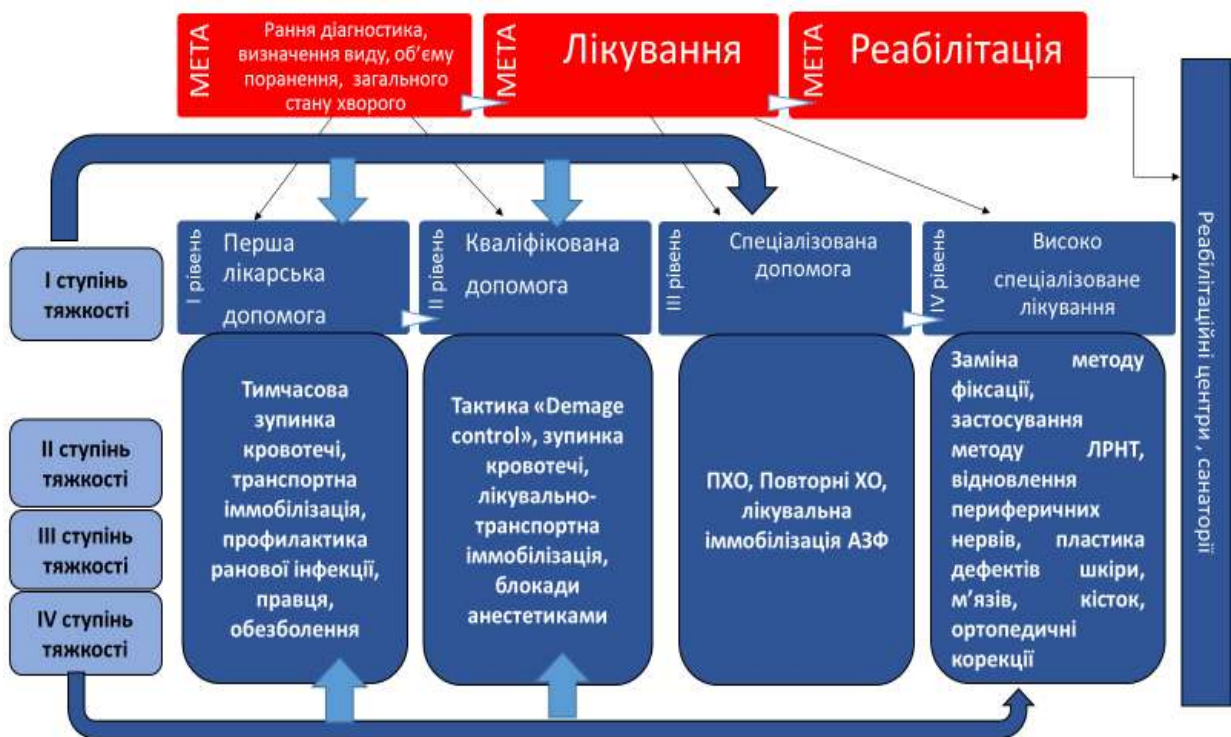 МЕТА
Рання діагностика,
визначення виду, об’єму
поранення, загального
стану хворого
МЕТА
Лікування
МЕТА
Реабілітація
І ступінь
тяжкості
І рівень
Перша
лікарська
допомога
ІІ рівень
Кваліфікована
допомога
ІІІ рівень
Спеціалізована
допомога
IV рівень
Високо
спеціалізоване
лікування
ІІ ступінь
тяжкості
ІІІ ступінь
тяжкості
IV ступінь
тяжкості
Тимчасова
зупинка
кровотечі,
транспортна
іммобілізація,
профилактика
ранової інфекції,
правця,
обезболення
Тактика «Demage
control», зупинка
кровотечі,
лікувально-
транспортна
іммобілізація,
блокади
анестетиками
ПХО, Повторні ХО,
лікувальна
іммобілізація АЗФ
Заміна методу
фіксації,
застосування
методу ЛРНТ,
відновлення
периферичних
нервів, пластика
дефектів шкіри,
м’язів, кісток,
ортопедичні
корекції
Реабілітаційні центри , санаторії